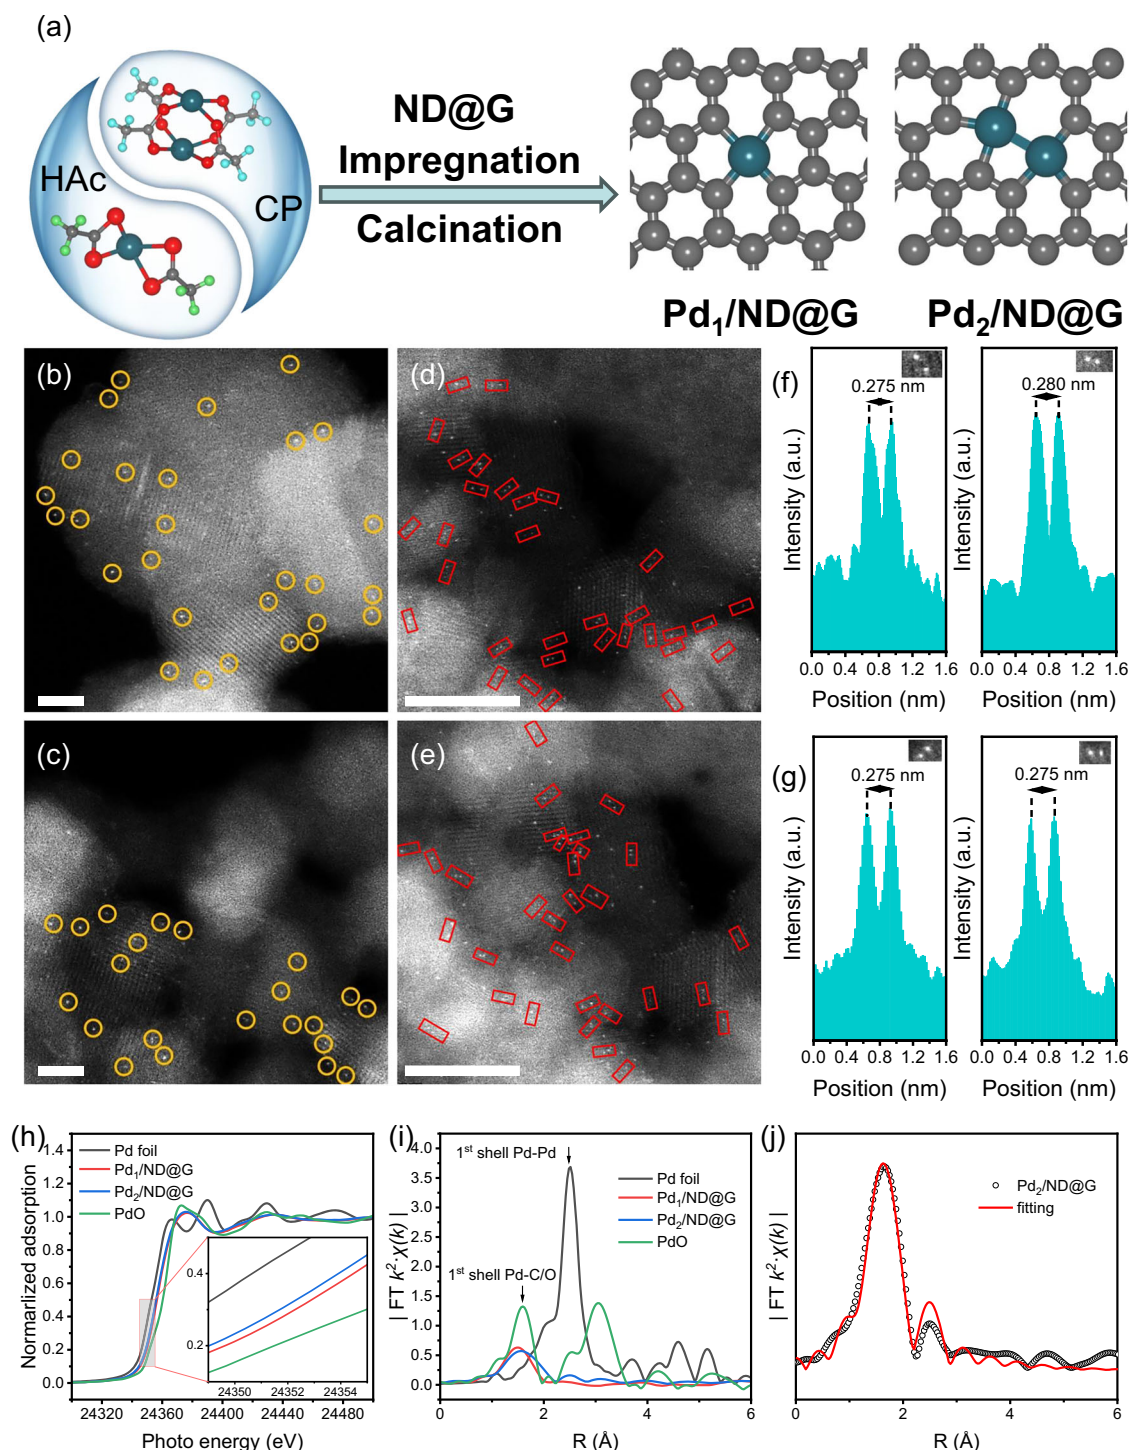 (a)
HAc
CP
ND@G
Impregnation
Calcination
Pd₁/ND@G
Pd₂/ND@G
(b)
(c)
(d)
(e)
(f)
0.275 nm
Intensity (a.u.)
0.0 0.4 0.8 1.2 1.6
Position (nm)
0.280 nm
Intensity (a.u.)
0.0 0.4 0.8 1.2 1.6
Position (nm)
(g)
0.275 nm
Intensity (a.u.)
0.0 0.4 0.8 1.2 1.6
Position (nm)
0.275 nm
Intensity (a.u.)
0.0 0.4 0.8 1.2 1.6
Position (nm)
(h)
Normarlized adsorption
1.4
1.2
1.0
0.8
0.6
0.4
0.2
0.0
Pd foil
Pd₁/ND@G
Pd₂/ND@G
PdO
0.4
0.2
24350 24352 24354
24320 24360 24400 24440 24480
Photo energy (eV)
(i)
| FT k²·χ(k) |
4.0
3.5
3.0
2.5
2.0
1.5
1.0
0.5
0.0
1st shell Pd-Pd
1st shell Pd-C/O
Pd foil
Pd₁/ND@G
Pd₂/ND@G
PdO
0 2 4 6
R (Å)
(j)
| FT k²·χ(k) |
Pd₂/ND@G
fitting
0 2 4 6
R (Å)